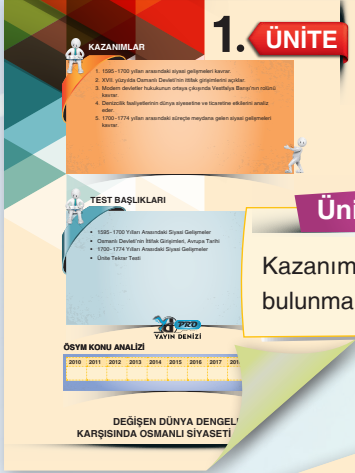 1. ÜNİTE
KAZANIMLAR
1. 1595-1700 yılları arasındaki siyasi gelişmeleri kavrar.
2. XVII. yüzyılda Osmanlı Devleti'nin ittifak girişimlerini açıklar.
3. Modern devletler hukukunun ortaya çıkışında Vestfalya Barışı'nın rolünü
kavrar.
4. Denizcilik faaliyetlerinin dünya siyasetine ve ticaretine etkilerini analiz
eder.
5. 1700-1774 yılları arasındaki süreçte meydana gelen siyasi gelişmeleri
kavrar.
TEST BAŞLIKLARI
• 1595-1700 Yılları Arasındaki Siyasi Gelişmeler
• Osmanlı Devleti'nin İttifak Girişimleri, Avrupa Tarihi
• 1700-1774 Yılları Arasıdaki Siyasi Gelişmeler
• Ünite Tekrar Testi
Üni
Kazanım
bulunma
PRO
YAYIN DENİZİ
ÖSYM KONU ANALİZİ
2010 2011 2012 2013 2014 2015 2016 2017 201
DEĞİŞEN DÜNYA DENGEL
KARŞISINDA OSMANLI SİYASETİ